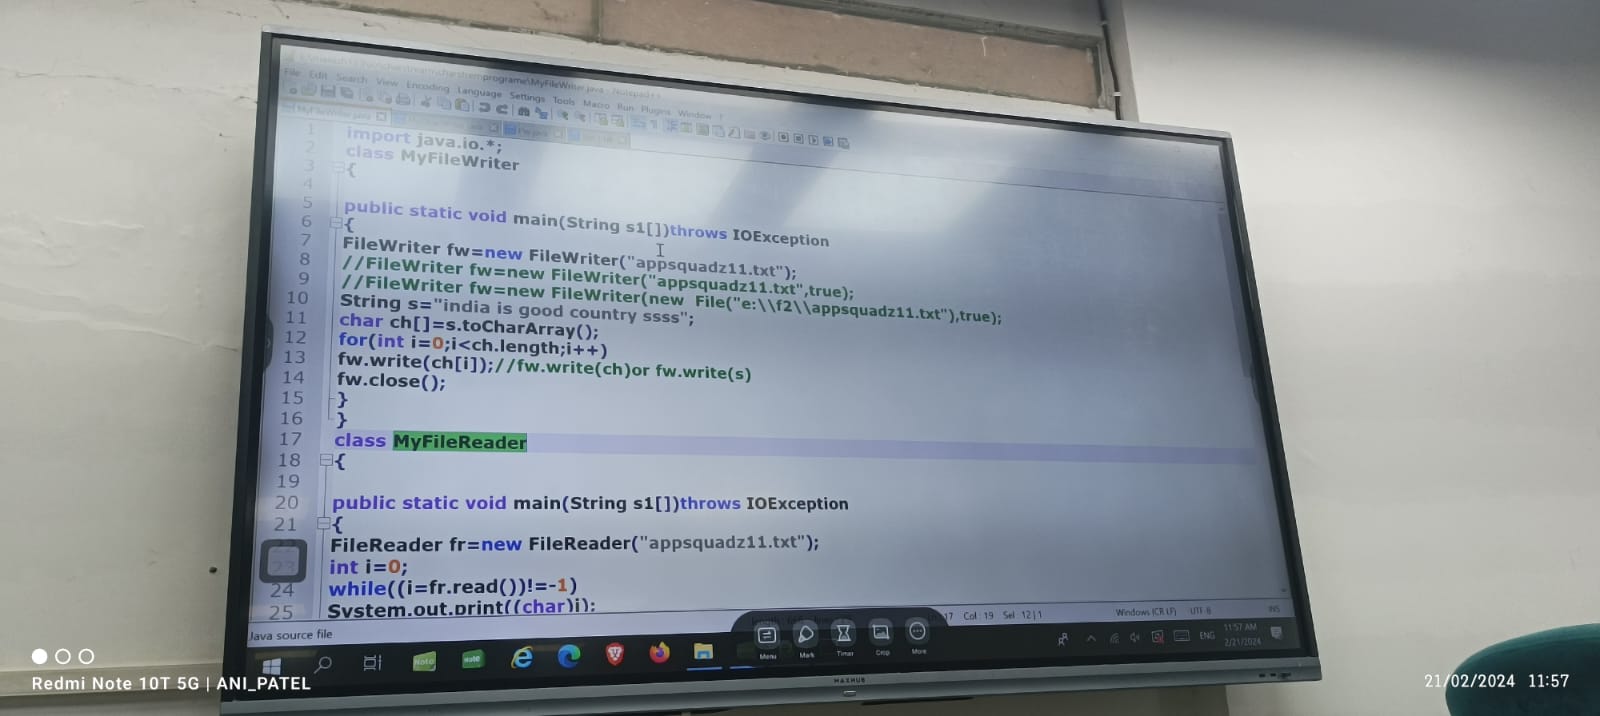 MyFileWriter.java - Notepad++
File Edit Search View Encoding Language Settings Tools Macro Run Plugins Window ?
MyFileWriter.java
1 import java.io.*;
2 class MyFileWriter
3 {
4
5 public static void main(String s1[])throws IOException
6 {
7 FileWriter fw=new FileWriter("appsquadz11.txt");
8 //FileWriter fw=new FileWriter("appsquadz11.txt",true);
9 //FileWriter fw=new FileWriter(new File("e:\\f2\\appsquadz11.txt"),true);
10 String s="india is good country ssss";
11 char ch[]=s.toCharArray();
12 for(int i=0;i<ch.length;i++)
13 fw.write(ch[i]);//fw.write(ch)or fw.write(s)
14 fw.close();
15 }
16 }
17 class MyFileReader
18 {
19
20 public static void main(String s1[])throws IOException
21 {
FileReader fr=new FileReader("appsquadz11.txt");
23 int i=0;
24 while((i=fr.read())!=-1)
25 System.out.print((char)i);
Java source file
17 Col: 19 Sel: 12|1 Windows (CR LF) UTF-8 INS
Menu Mark Timer Crop More
ENG 11:57 AM
2/21/2024
MAXHUB
Redmi Note 10T 5G | ANI_PATEL
21/02/2024 11:57